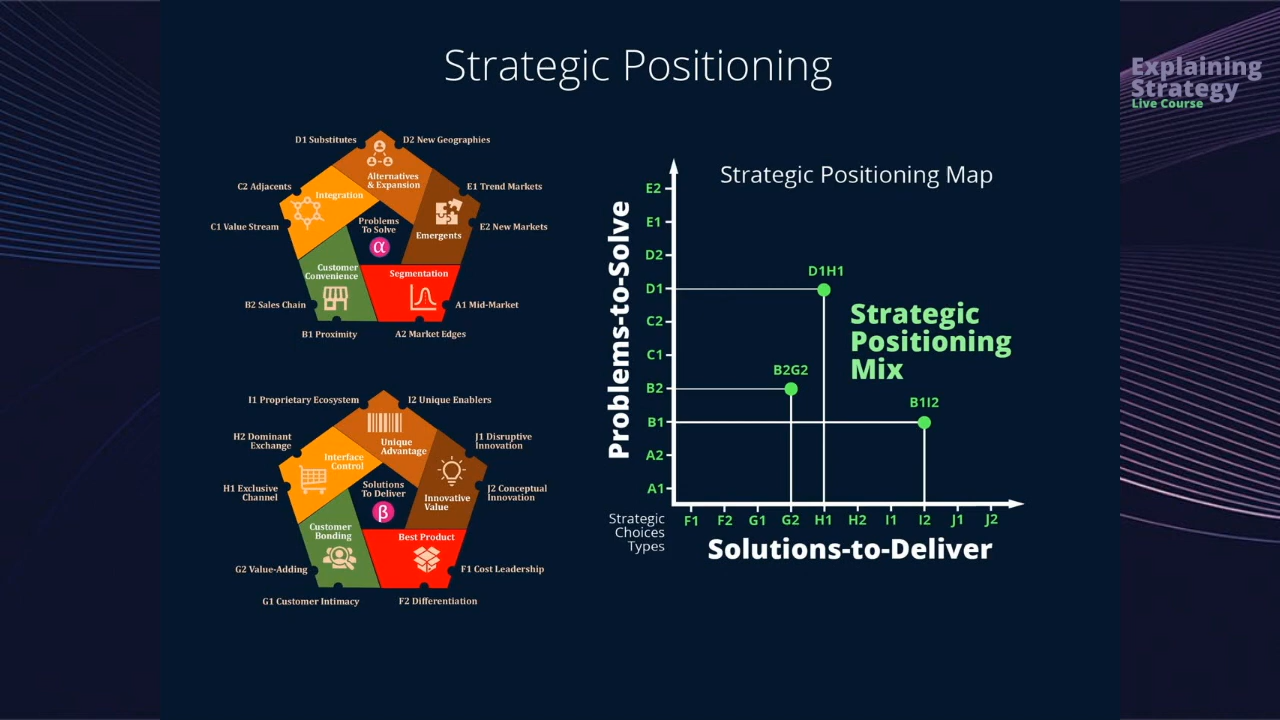 Strategic Positioning
Explaining
Strategy
Live Course
D1 Substitutes
D2 New Geographies
C2 Adjacents
E1 Trend Markets
C1 Value Stream
E2 New Markets
B2 Sales Chain
A1 Mid-Market
B1 Proximity
A2 Market Edges
Alternatives
& Expansion
Integration
Emergents
Problems
To Solve
α
Customer
Convenience
Segmentation
I1 Proprietary Ecosystem
I2 Unique Enablers
H2 Dominant
Exchange
J1 Disruptive
Innovation
H1 Exclusive
Channel
J2 Conceptual
Innovation
G2 Value-Adding
F1 Cost Leadership
G1 Customer Intimacy
F2 Differentiation
Unique
Advantage
Interface
Control
Innovative
Value
Solutions
To Deliver
β
Customer
Bonding
Best Product
Strategic Positioning Map
Problems-to-Solve
E2
E1
D2
D1
C2
C1
B2
B1
A2
A1
D1H1
B2G2
B1I2
Strategic
Positioning
Mix
Strategic
Choices
Types
F1 F2 G1 G2 H1 H2 I1 I2 J1 J2
Solutions-to-Deliver